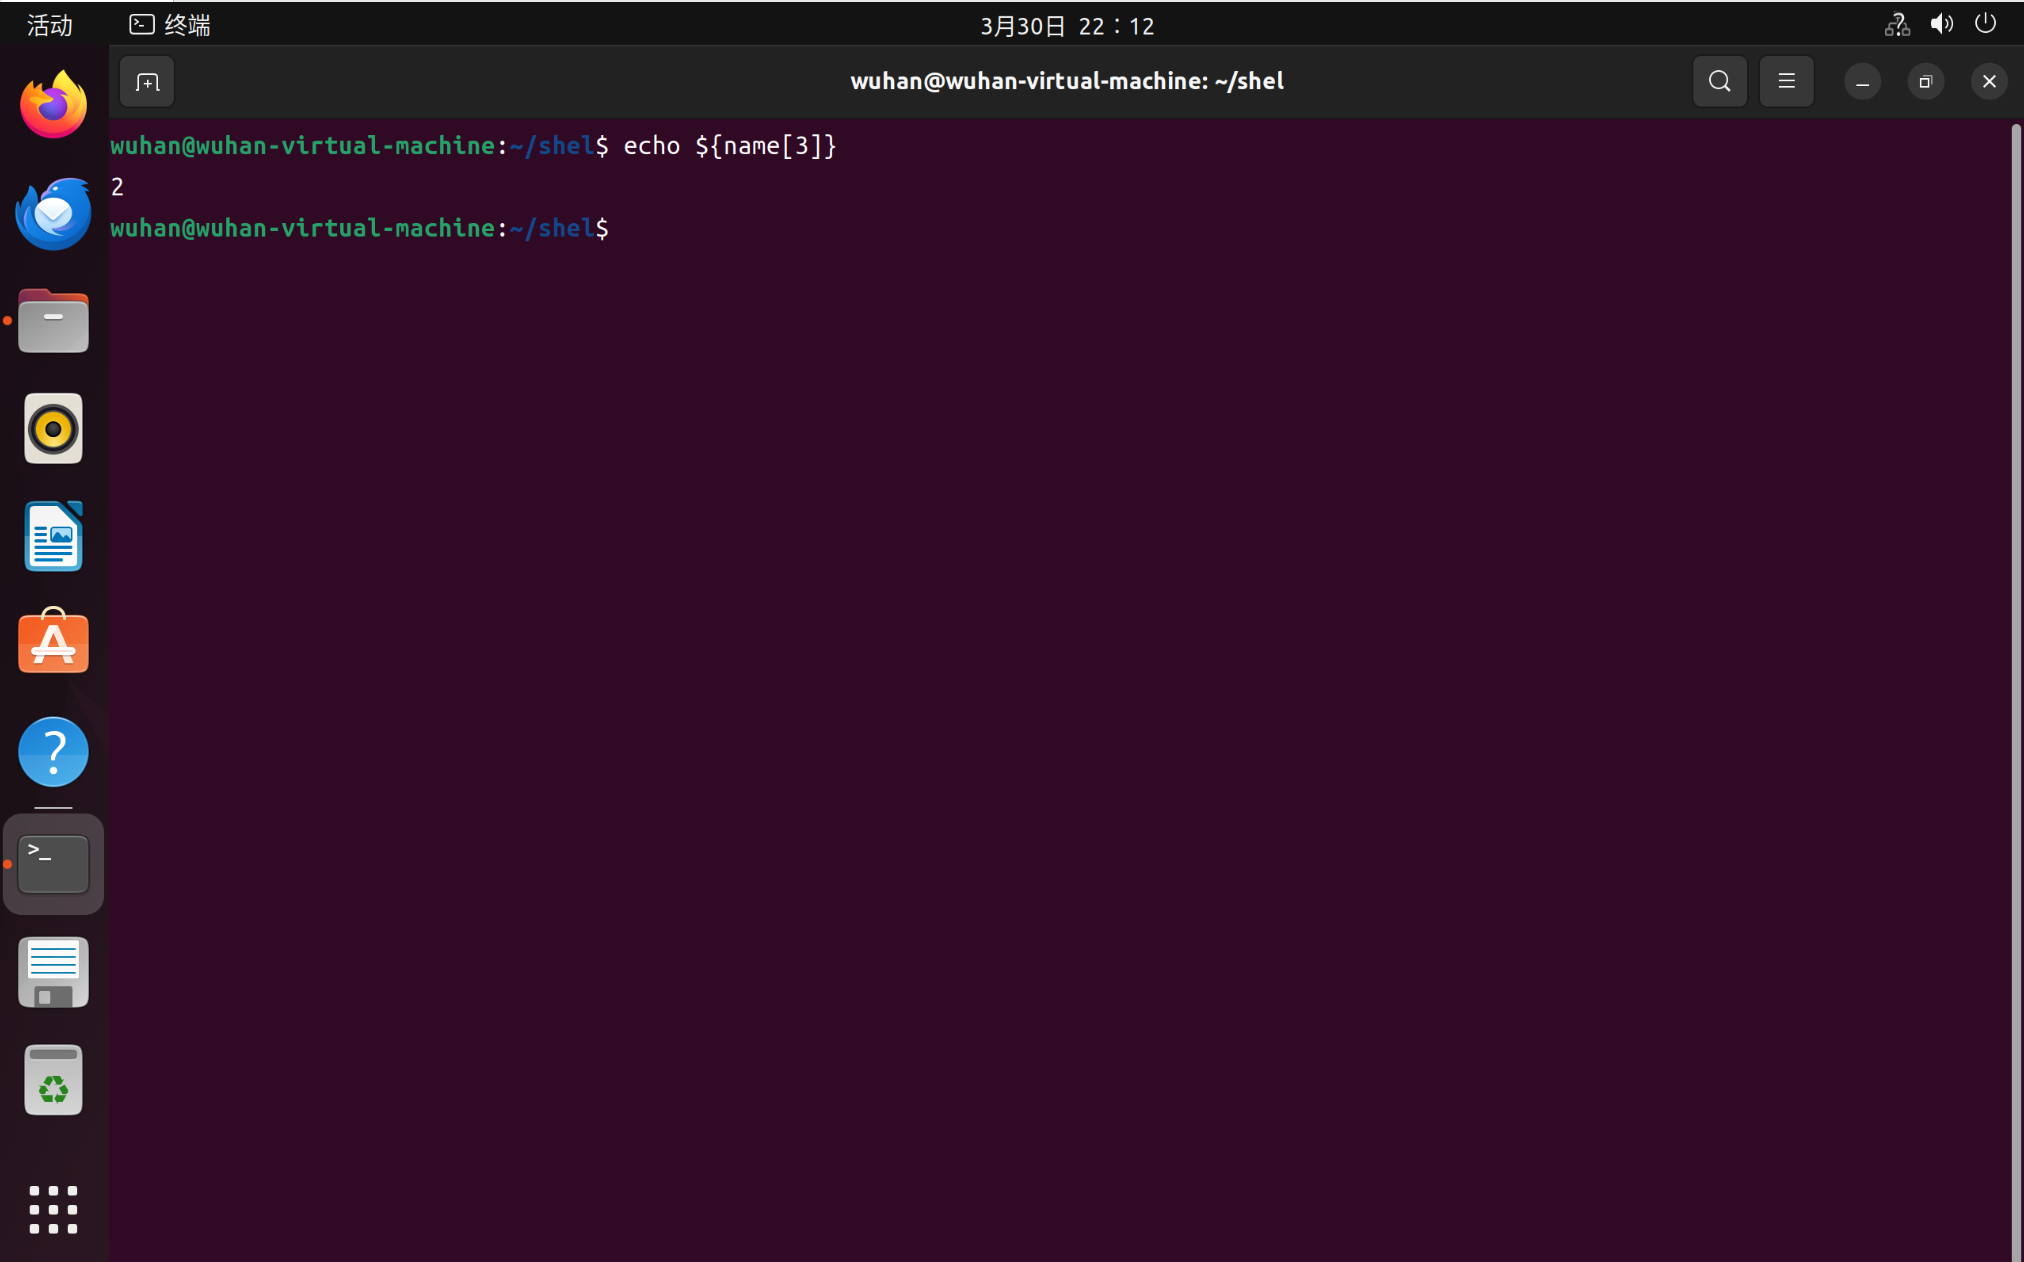 活动
终端
3月30日 22：12
wuhan@wuhan-virtual-machine: ~/shel
wuhan@wuhan-virtual-machine:~/shel$ echo ${name[3]}
2
wuhan@wuhan-virtual-machine:~/shel$